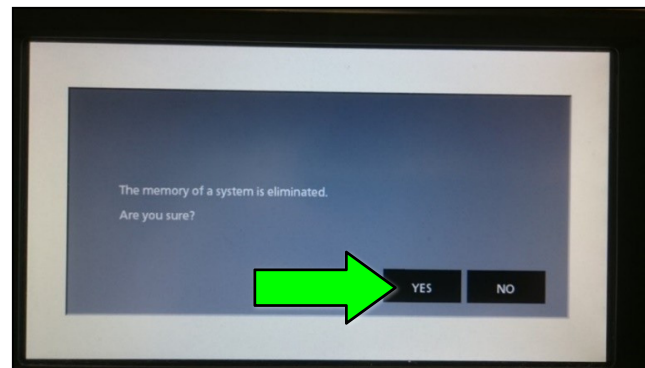 The memory of a system is eliminated.
Are you sure?
YES NO